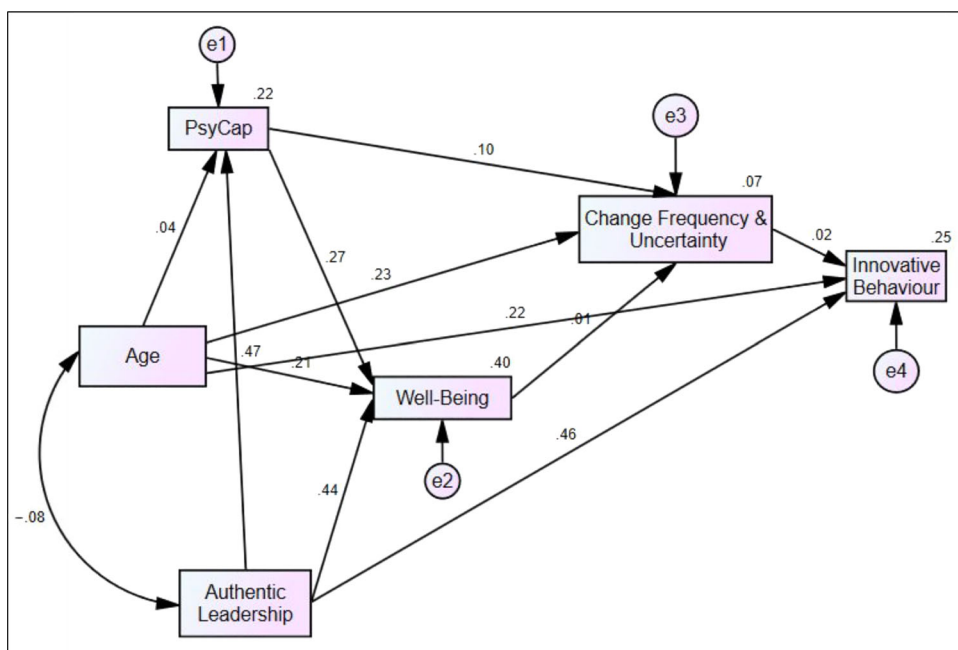 e1
.22
PsyCap
e3
.10
.07
Change Frequency &
Uncertainty
.04
.02
.25
Innovative
Behaviour
.27
.23
.22
.01
Age
.47
.21
.40
e4
Well-Being
.46
e2
.44
-.08
Authentic
Leadership